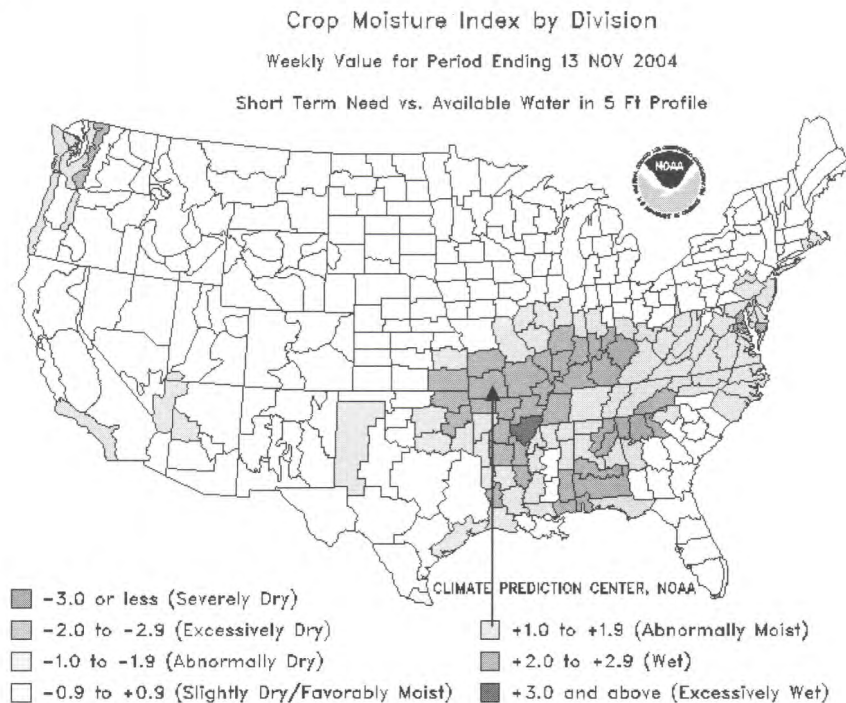 Crop Moisture Index by Division
Weekly Value for Period Ending 13 NOV 2004
Short Term Need vs. Available Water in 5 Ft Profile
NOAA
CLIMATE PREDICTION CENTER, NOAA
-3.0 or less (Severely Dry)
-2.0 to -2.9 (Excessively Dry)
-1.0 to -1.9 (Abnormally Dry)
-0.9 to +0.9 (Slightly Dry/Favorably Moist)
+1.0 to +1.9 (Abnormally Moist)
+2.0 to +2.9 (Wet)
+3.0 and above (Excessively Wet)